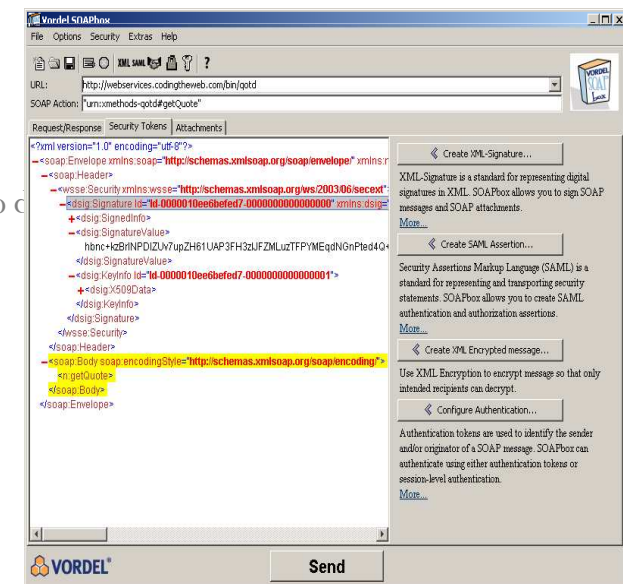 Vordel SOAPbox
File Options Security Extras Help
XML SAML ?
URL: http://webservices.codingtheweb.com/bin/qotd
SOAP Action: "urn:xmethods-qotd#getQuote"
VORDEL
SOAP
box
Request/Response Security Tokens Attachments
<?xml version="1.0" encoding="utf-8"?>
<soap:Envelope xmlns:soap="http://schemas.xmlsoap.org/soap/envelope/" xmlns:r
<soap:Header>
<wsse:Security xmlns:wsse="http://schemas.xmlsoap.org/ws/2003/06/secext"
<dsig:Signature Id="Id-0000010ee6befed7-0000000000000000" xmlns:dsig=
+<dsig:SignedInfo>
<dsig:SignatureValue>
hbnc+kzBrlNPDIZUv7upZH61UAP3FH3zIJFZMLuzTFPYMEqdNGnPted4Q+
</dsig:SignatureValue>
<dsig:KeyInfo Id="Id-0000010ee6befed7-0000000000000001">
+<dsig:X509Data>
</dsig:KeyInfo>
</dsig:Signature>
</wsse:Security>
</soap:Header>
<soap:Body soap:encodingStyle="http://schemas.xmlsoap.org/soap/encoding/">
<n:getQuote>
</soap:Body>
</soap:Envelope>
Create XML-Signature...
XML-Signature is a standard for representing digital
signatures in XML. SOAPbox allows you to sign SOAP
messages and SOAP attachments.
More...
Create SAML Assertion...
Security Assertions Markup Language (SAML) is a
standard for representing and transporting security
statements. SOAPbox allows you to create SAML
authentication and authorization assertions.
More...
Create XML Encrypted message...
Use XML Encryption to encrypt message so that only
intended recipients can decrypt.
Configure Authentication...
Authentication tokens are used to identify the sender
and/or originator of a SOAP message. SOAPbox can
authenticate using either authentication tokens or
session-level authentication.
More...
VORDEL®
Send